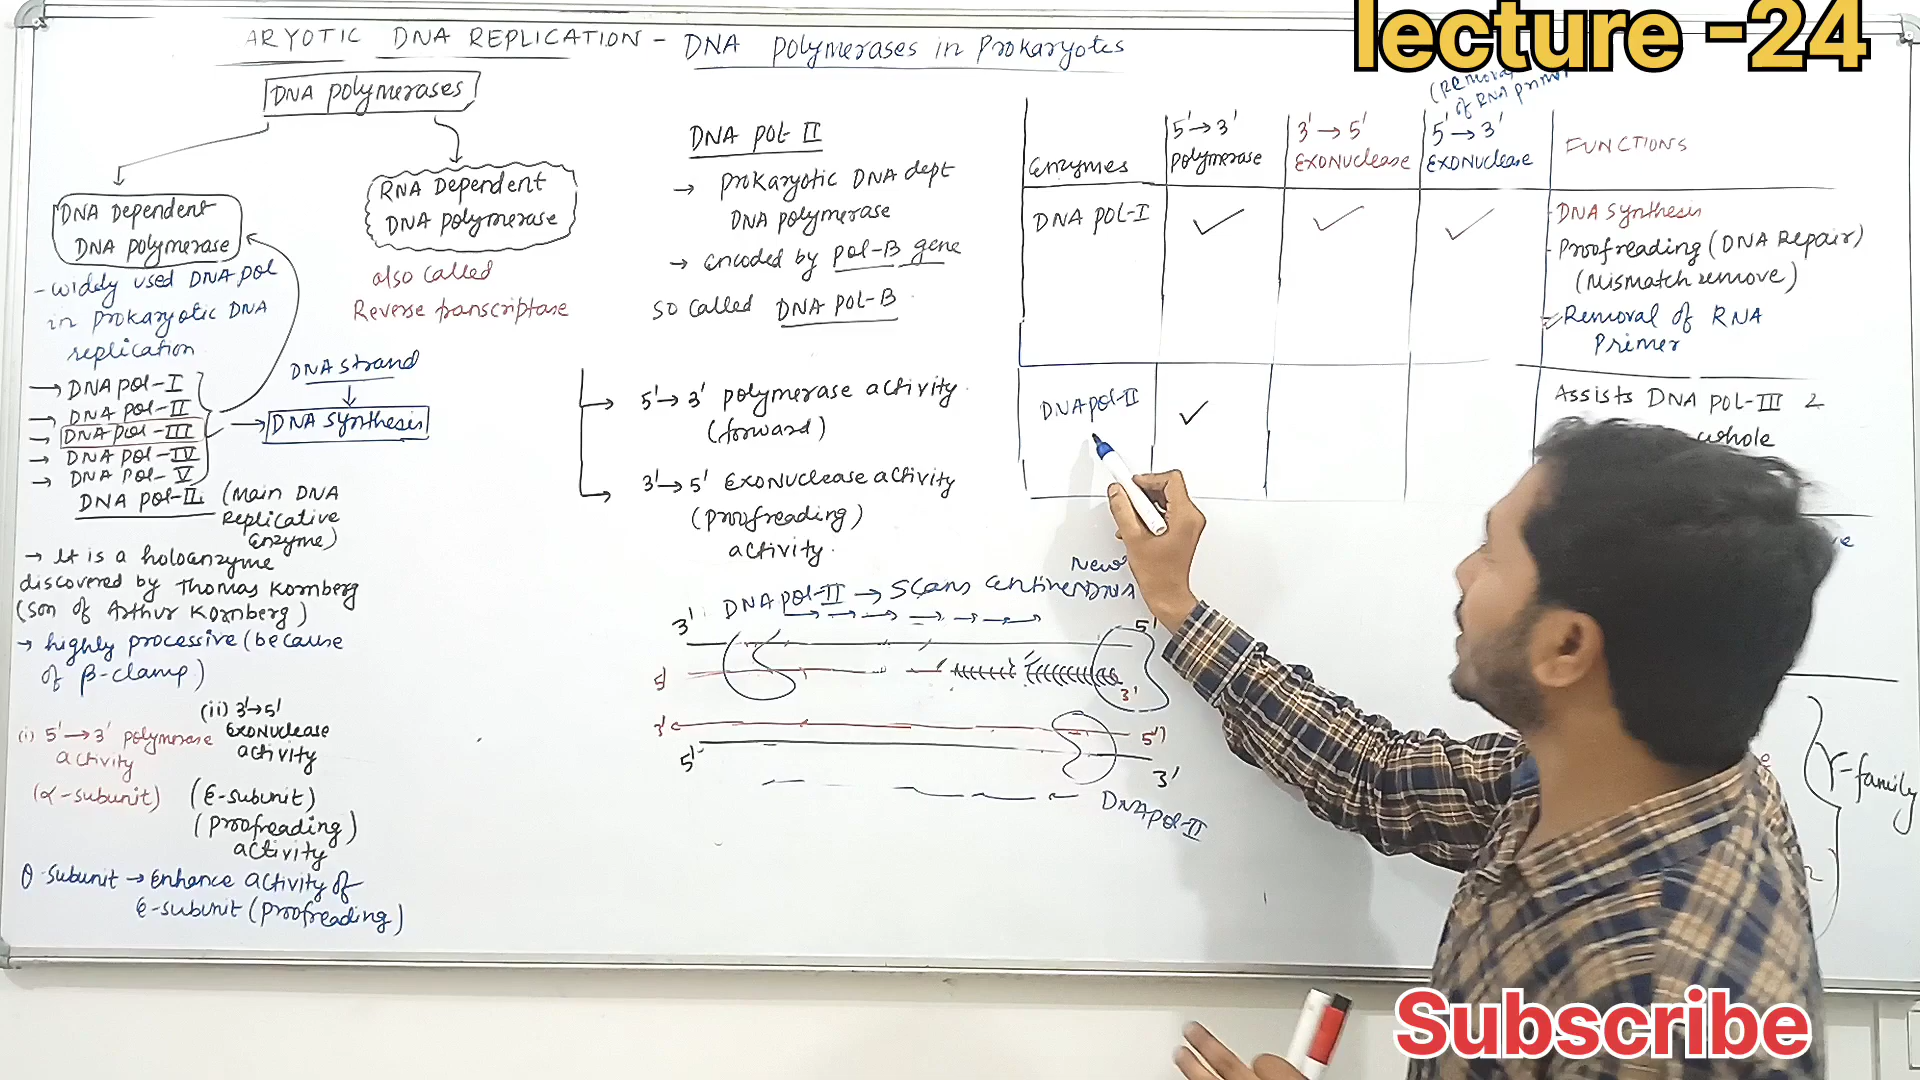 lecture -24
ARYOTIC DNA REPLICATION - DNA Polymerases in Prokaryotes
DNA Polymerases
DNA Dependent
DNA polymerase
- widely used DNA pol
in prokaryotic DNA
replication
→ DNA pol-I
→ DNA pol-II
→ DNA pol-III
→ DNA pol-IV
→ DNA pol-V
RNA Dependent
DNA polymerase
also called
Reverse transcriptase
DNA strand
→ DNA synthesis
DNA pol-III (Main DNA
Replicative
Enzyme)
→ It is a holoenzyme
discovered by Thomas Kornberg
(son of Arthur Kornberg)
→ highly processive (because
of β-clamp)
(i) 5'→3' polymerase
activity
(α-subunit)
(ii) 3'→5'
Exonuclease
activity
(ε-subunit)
(Proofreading)
activity
θ-subunit → Enhance activity of
ε-subunit (Proofreading)
DNA Pol II
→ Prokaryotic DNA dept
DNA polymerase
→ encoded by pol-B gene
so called DNA pol-B
5'→3' polymerase activity
(forward)
3'→5' Exonuclease activity
(Proofreading)
activity.
New
DNA pol-II → Scans entire DNA
3' 5'
5' 3'
3' 5'
5' 3'
DNA pol-II
Enzymes
5'→3'
Polymerase
3'→5'
Exonuclease
(Removal
of RNA primer
5'→3'
Exonuclease
FUNCTIONS
DNA pol-I ✓ ✓ ✓
- DNA synthesis
- Proofreading (DNA Repair)
(Mismatch remove)
- Removal of RNA
Primer
DNA pol-II ✓
Assists DNA pol-III &
whole
Y-family
Subscribe